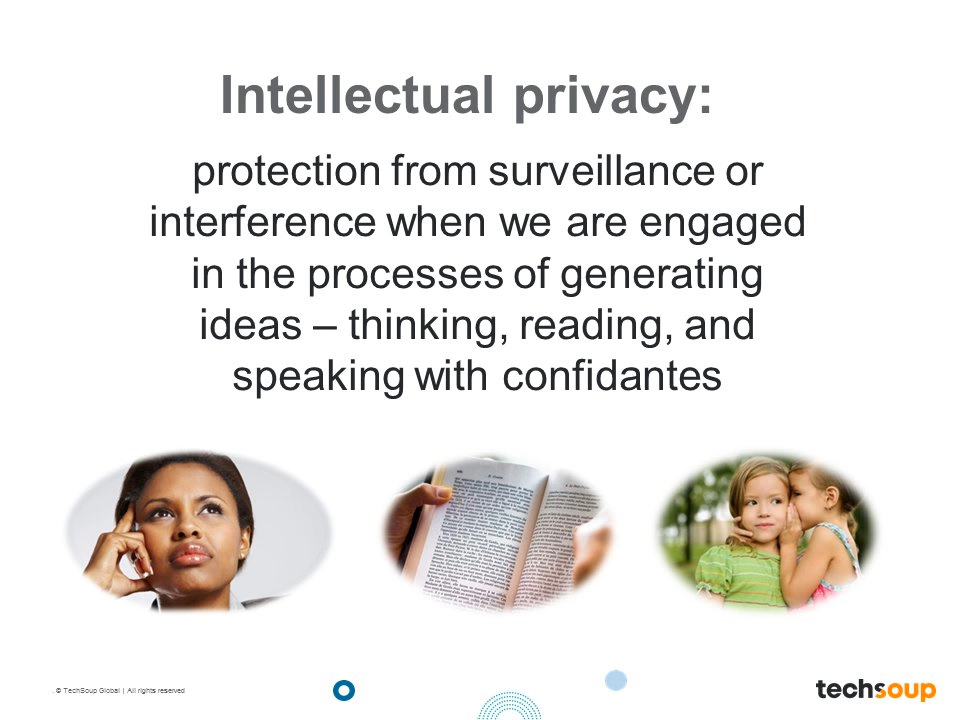 Intellectual privacy:
protection from surveillance or
interference when we are engaged
in the processes of generating
ideas – thinking, reading, and
speaking with confidantes
. © TechSoup Global | All rights reserved
techsoup